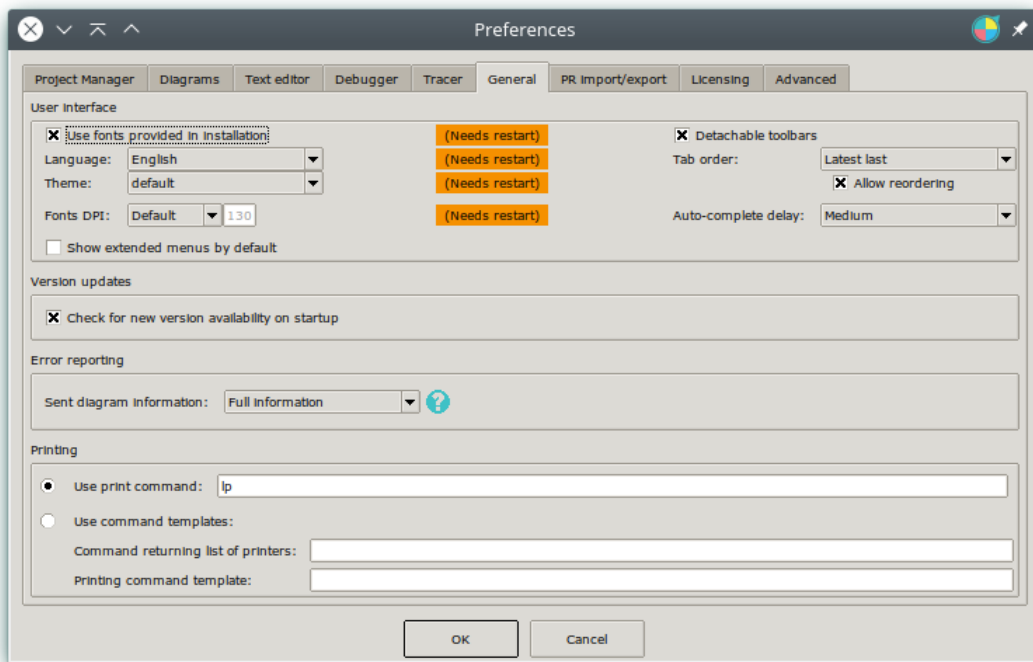 Preferences
Project Manager Diagrams Text editor Debugger Tracer General PR import/export Licensing Advanced
User interface
Use fonts provided in installation (Needs restart) Detachable toolbars
Language: English (Needs restart) Tab order: Latest last
Theme: default (Needs restart) Allow reordering
Fonts DPI: Default 130 (Needs restart) Auto-complete delay: Medium
Show extended menus by default
Version updates
Check for new version availability on startup
Error reporting
Sent diagram information: Full information ?
Printing
Use print command: lp
Use command templates:
Command returning list of printers:
Printing command template:
OK Cancel